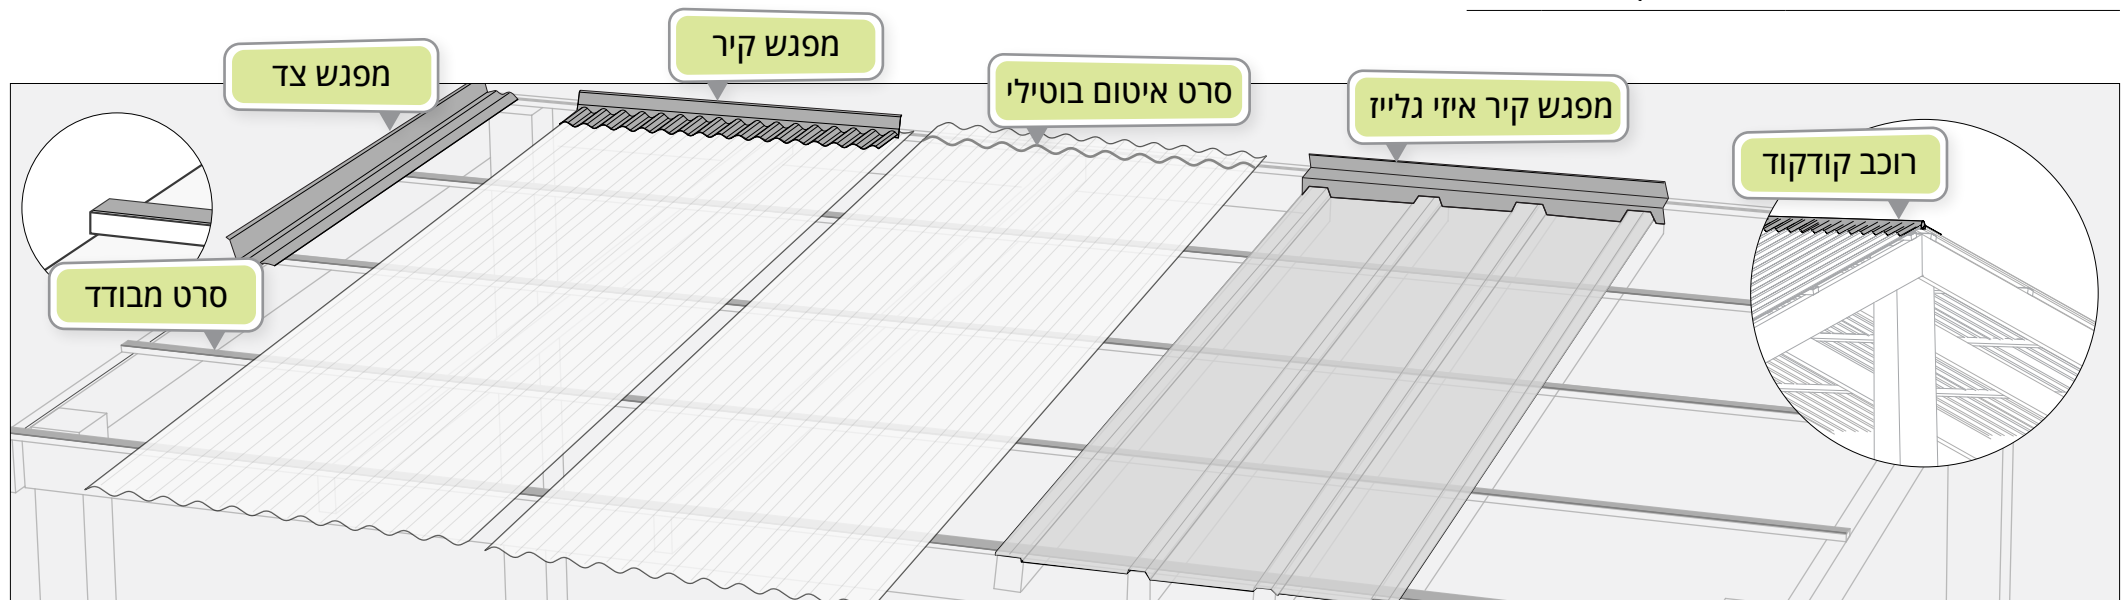 מפגש קיר
מפגש צד
סרט איטום בוטילי
מפגש קיר איזי גלייז
רוכב קודקוד
סרט מבודד